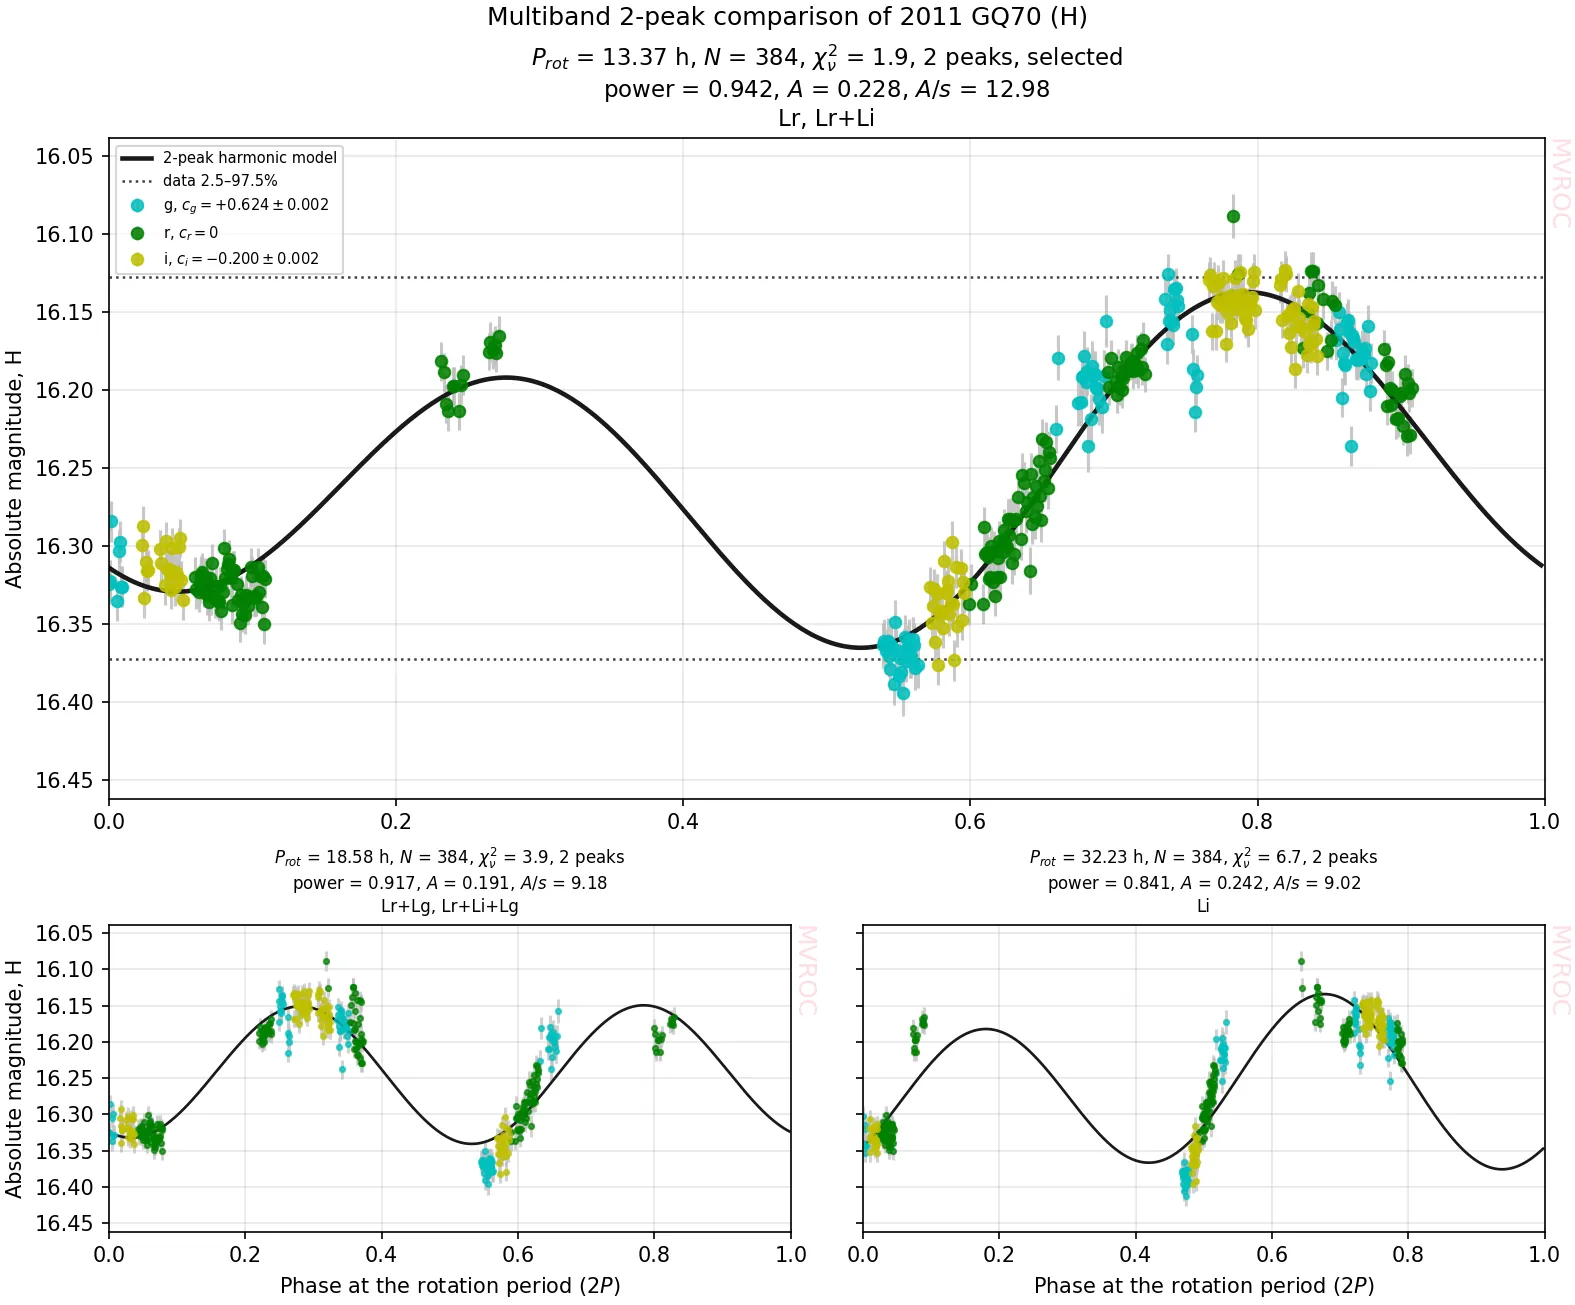 Multiband 2-peak comparison of 2011 GQ70 (H)
P_rot = 13.37 h, N = 384, χ²_ν = 1.9, 2 peaks, selected
power = 0.942, A = 0.228, A/s = 12.98
Lr, Lr+Li
2-peak harmonic model
data 2.5–97.5%
g, c_g = +0.624 ± 0.002
r, c_r = 0
i, c_i = −0.200 ± 0.002
MVROC
Absolute magnitude, H
16.05
16.10
16.15
16.20
16.25
16.30
16.35
16.40
16.45
0.0 0.2 0.4 0.6 0.8 1.0
P_rot = 18.58 h, N = 384, χ²_ν = 3.9, 2 peaks
power = 0.917, A = 0.191, A/s = 9.18
Lr+Lg, Lr+Li+Lg
MVROC
Absolute magnitude, H
16.05
16.10
16.15
16.20
16.25
16.30
16.35
16.40
16.45
0.0 0.2 0.4 0.6 0.8 1.0
Phase at the rotation period (2P)
P_rot = 32.23 h, N = 384, χ²_ν = 6.7, 2 peaks
power = 0.841, A = 0.242, A/s = 9.02
Li
MVROC
0.0 0.2 0.4 0.6 0.8 1.0
Phase at the rotation period (2P)